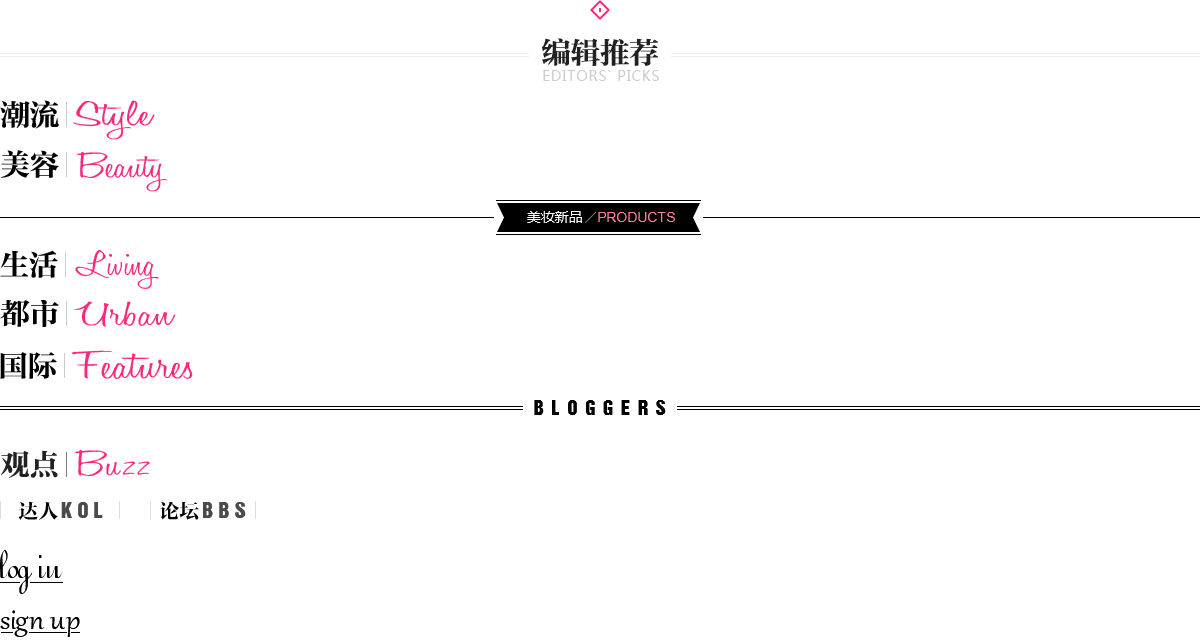 编辑推荐
EDITORS` PICKS
潮流 Style
美容 Beauty
美妆新品／PRODUCTS
生活 Living
都市 Urban
国际 Features
BLOGGERS
观点 Buzz
达人KOL 论坛BBS
log in
sign up